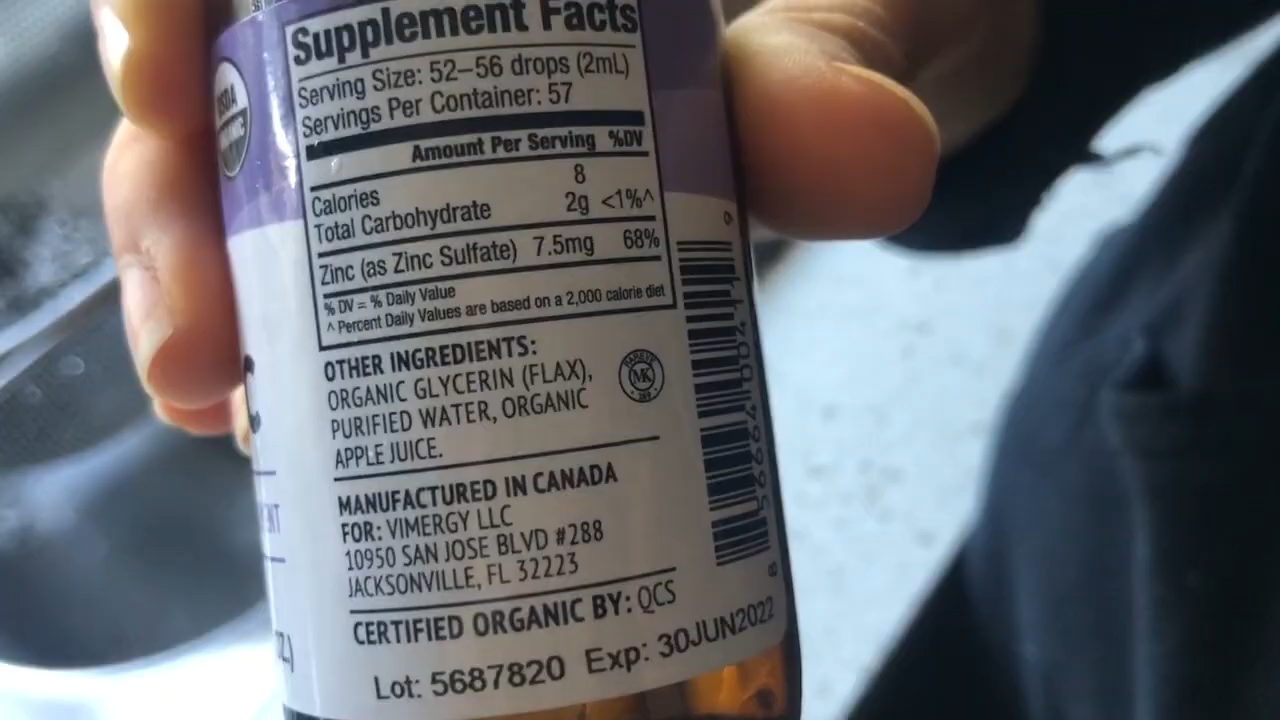 Supplement Facts
Serving Size: 52–56 drops (2mL)
Servings Per Container: 57
Amount Per Serving %DV
Calories 8
Total Carbohydrate 2g <1%^
Zinc (as Zinc Sulfate) 7.5mg 68%
% DV = % Daily Value
^ Percent Daily Values are based on a 2,000 calorie diet
OTHER INGREDIENTS:
ORGANIC GLYCERIN (FLAX),
PURIFIED WATER, ORGANIC
APPLE JUICE.
MK
MANUFACTURED IN CANADA
FOR: VIMERGY LLC
10950 SAN JOSE BLVD #288
JACKSONVILLE, FL 32223
CERTIFIED ORGANIC BY: QCS
Lot: 5687820 Exp: 30JUN2022
USDA